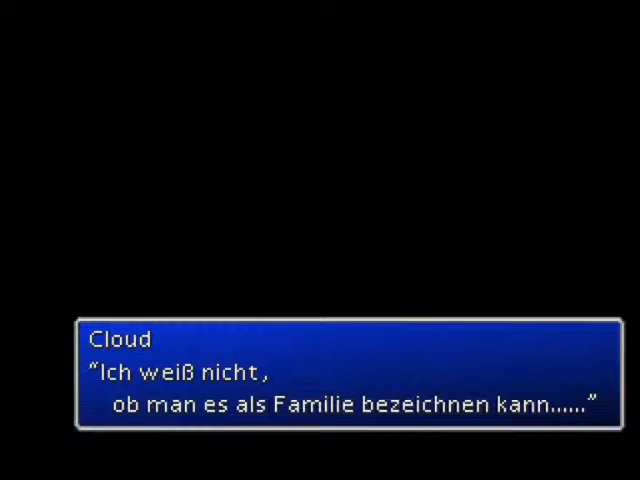 Cloud
“Ich weiß nicht,
ob man es als Familie bezeichnen kann......”